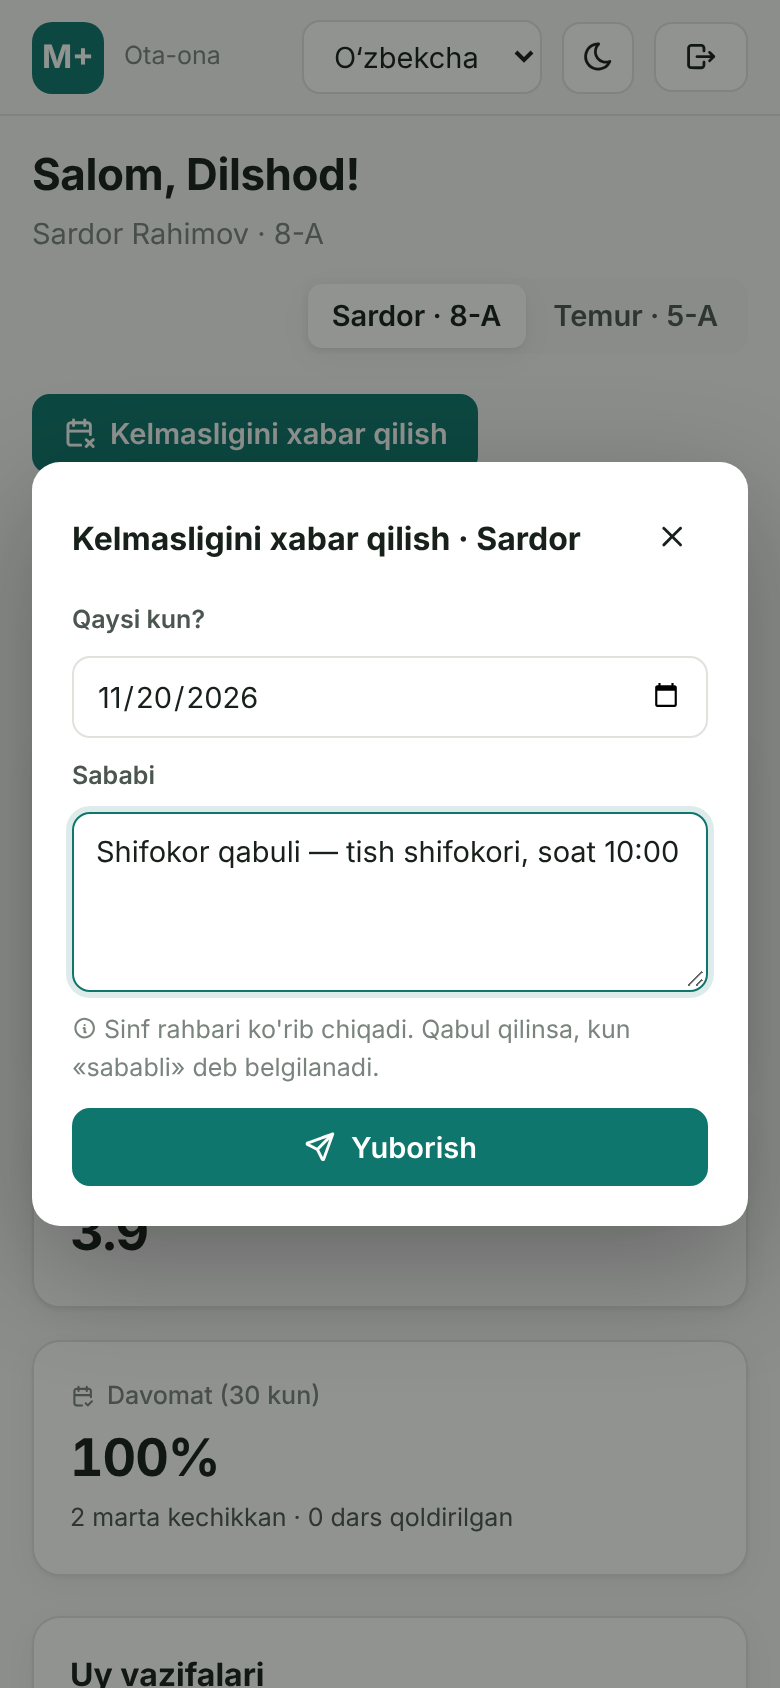 M+ Ota-ona O‘zbekcha
Salom, Dilshod!
Sardor Rahimov · 8-A
Sardor · 8-A Temur · 5-A
Kelmasligini xabar qilish
Kelmasligini xabar qilish · Sardor
Qaysi kun?
11/20/2026
Sababi
Shifokor qabuli — tish shifokori, soat 10:00
Sinf rahbari ko'rib chiqadi. Qabul qilinsa, kun
«sababli» deb belgilanadi.
Yuborish
3.9
Davomat (30 kun)
100%
2 marta kechikkan · 0 dars qoldirilgan
Uy vazifalari